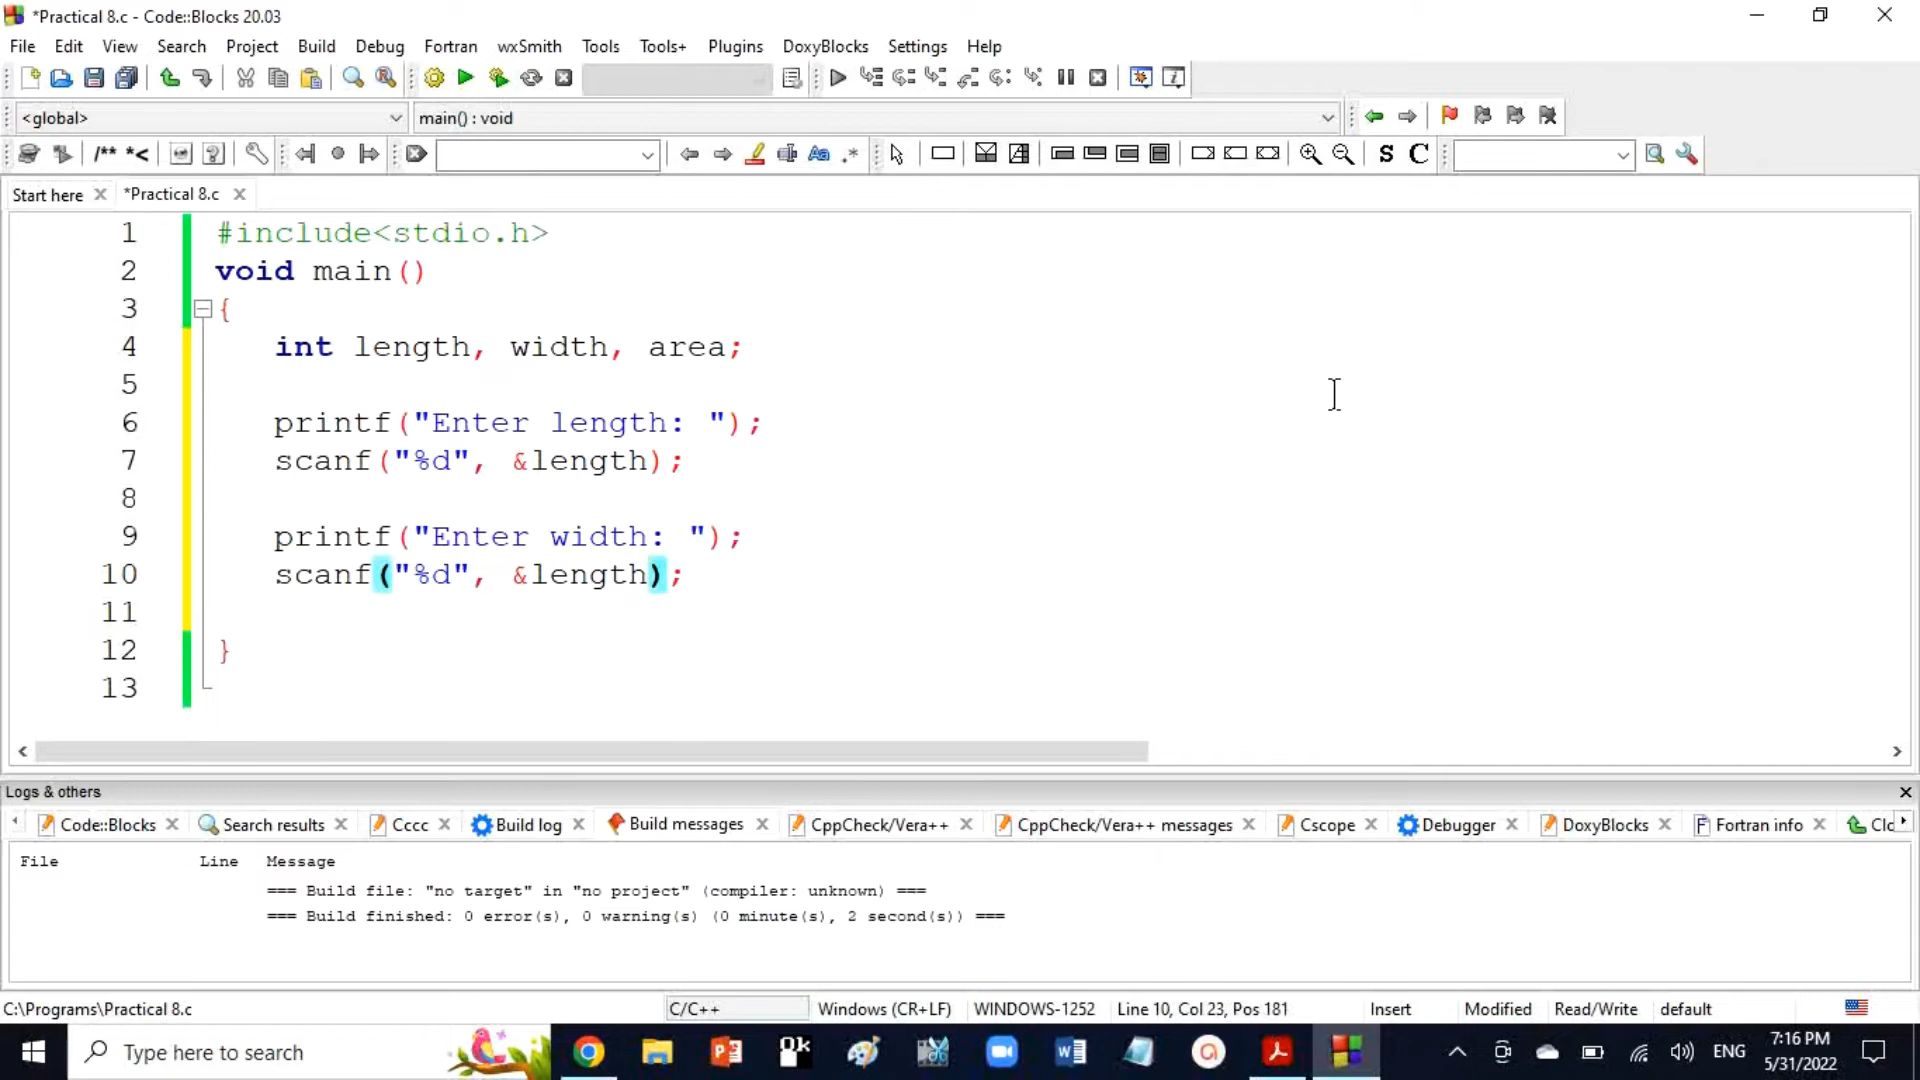 *Practical 8.c - Code::Blocks 20.03
File Edit View Search Project Build Debug Fortran wxSmith Tools Tools+ Plugins DoxyBlocks Settings Help
<global> main() : void
/** *< Aa .* S C
Start here *Practical 8.c
1 #include<stdio.h>
2 void main()
3 {
4 int length, width, area;
5
6 printf("Enter length: ");
7 scanf("%d", &length);
8
9 printf("Enter width: ");
10 scanf("%d", &length);
11
12 }
13
Logs & others
Code::Blocks Search results Cccc Build log Build messages CppCheck/Vera++ CppCheck/Vera++ messages Cscope Debugger DoxyBlocks Fortran info Clo
File Line Message
=== Build file: "no target" in "no project" (compiler: unknown) ===
=== Build finished: 0 error(s), 0 warning(s) (0 minute(s), 2 second(s)) ===
C:\Programs\Practical 8.c C/C++ Windows (CR+LF) WINDOWS-1252 Line 10, Col 23, Pos 181 Insert Modified Read/Write default
Type here to search ENG 7:16 PM
5/31/2022